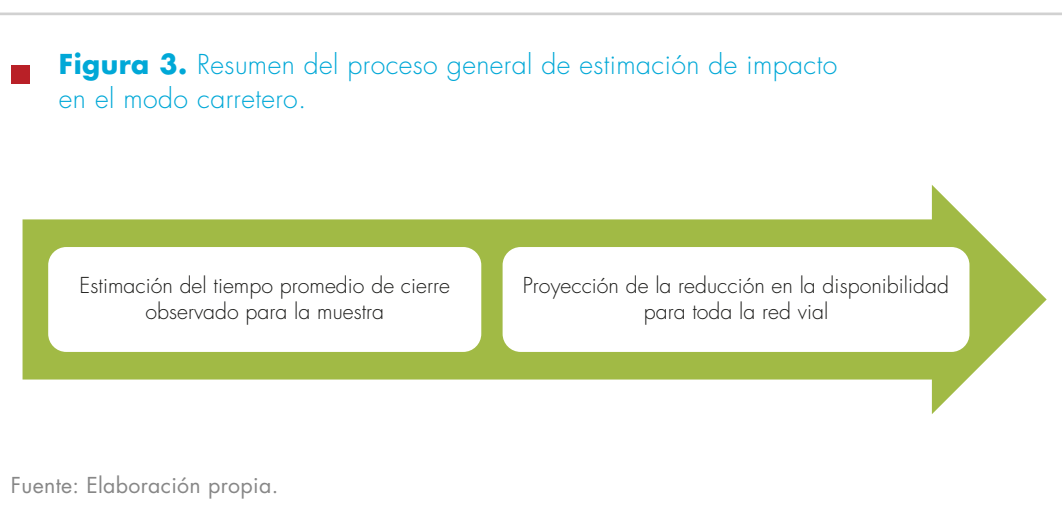 Figura 3. Resumen del proceso general de estimación de impacto
en el modo carretero.
Estimación del tiempo promedio de cierre
observado para la muestra
Proyección de la reducción en la disponibilidad
para toda la red vial
Fuente: Elaboración propia.